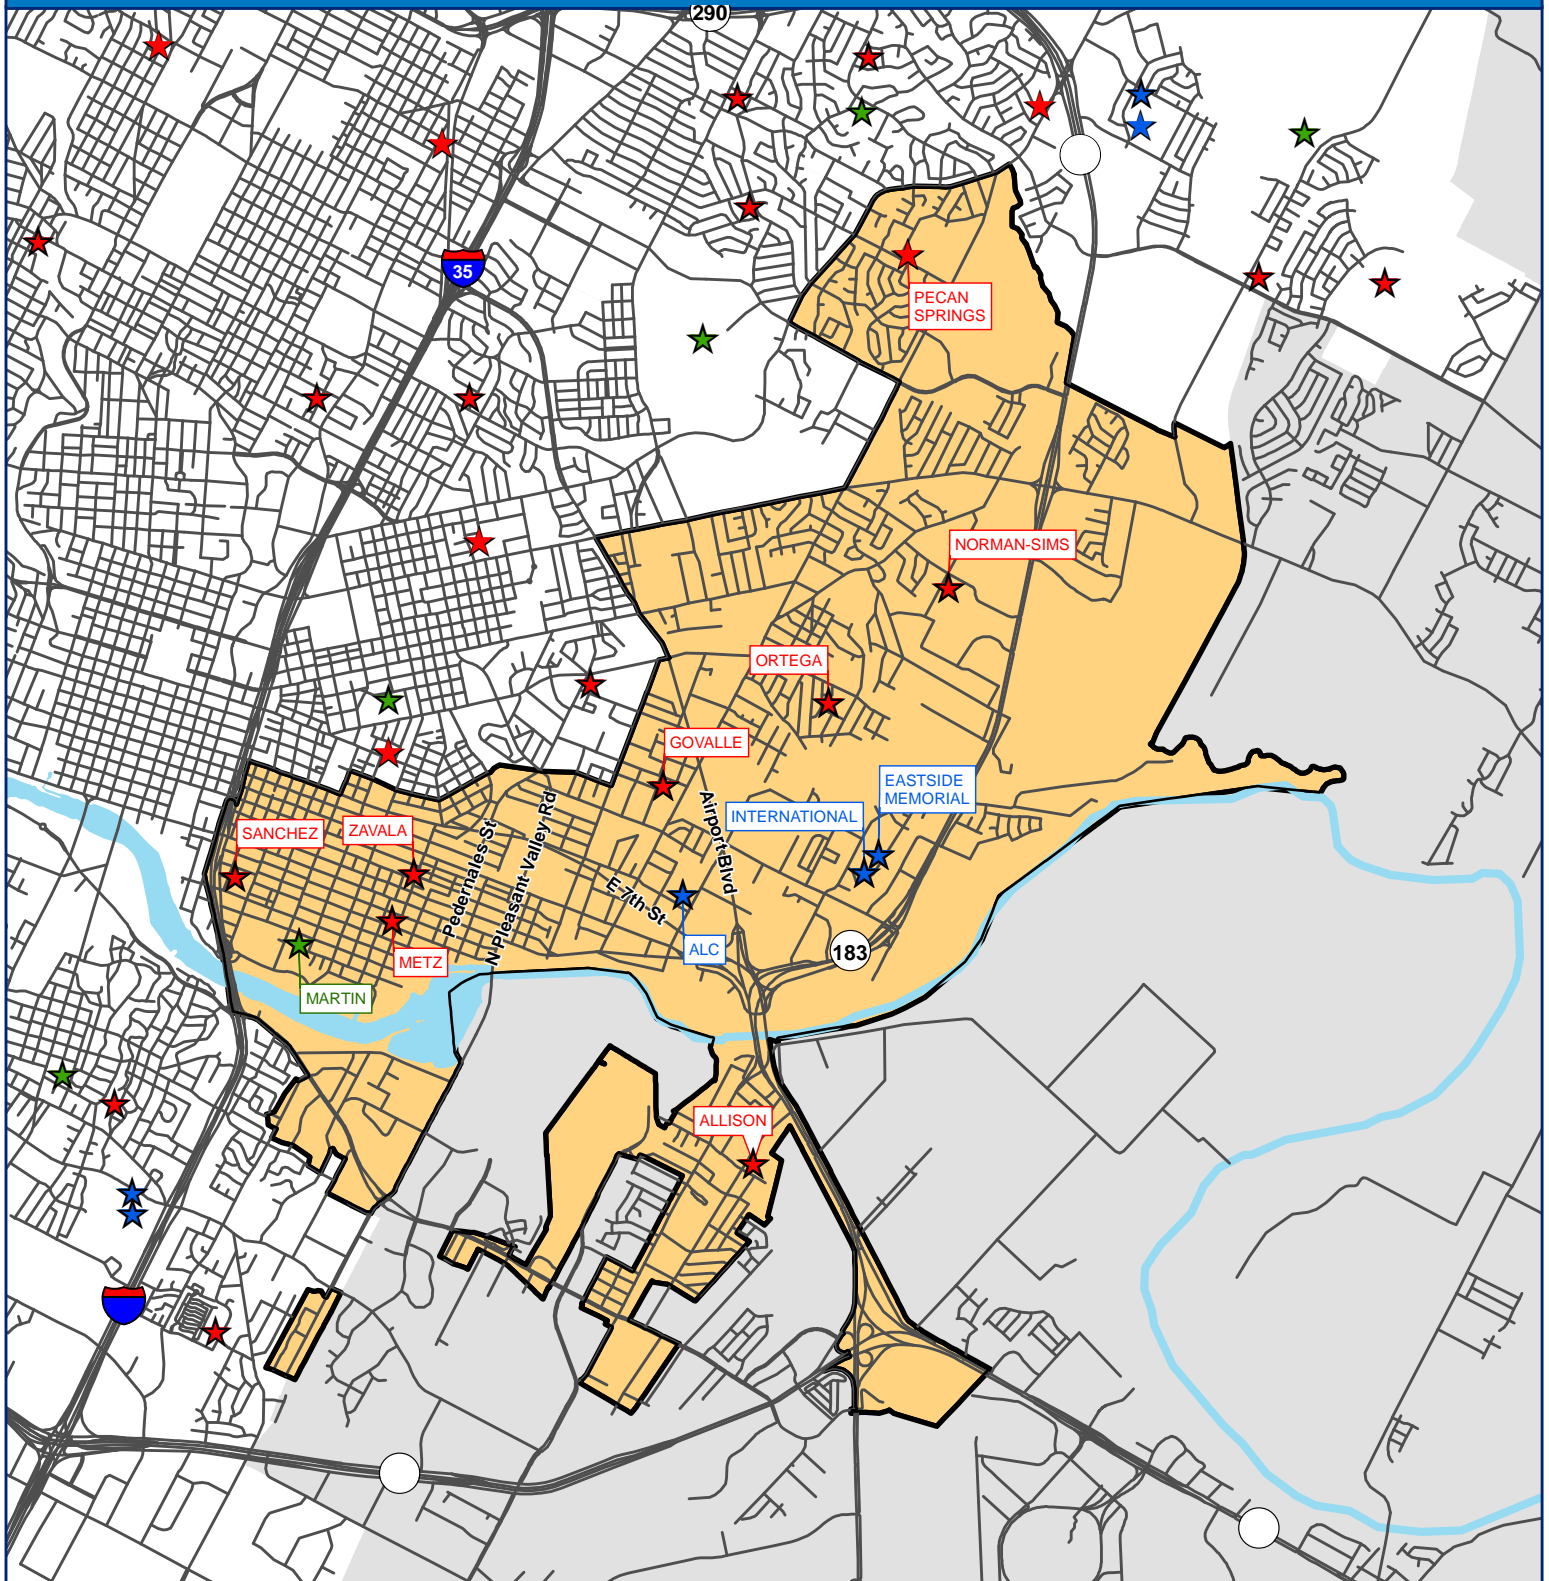 290
35
PECAN
SPRINGS
NORMAN-SIMS
ORTEGA
GOVALLE
EASTSIDE
MEMORIAL
INTERNATIONAL
SANCHEZ
ZAVALA
Pedernales St
N Pleasant-Valley Rd
Airport Blvd
E 7th St
ALC
183
METZ
MARTIN
ALLISON